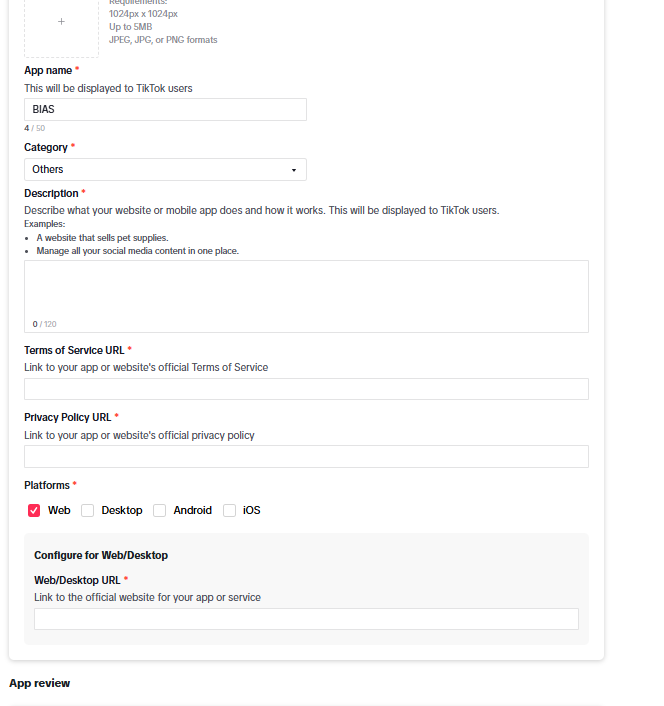 Requirements:
1024px x 1024px
Up to 5MB
JPEG, JPG, or PNG formats
App name *
This will be displayed to TikTok users
BIAS
4 / 50
Category *
Others
Description *
Describe what your website or mobile app does and how it works. This will be displayed to TikTok users.
Examples:
• A website that sells pet supplies.
• Manage all your social media content in one place.
0 / 120
Terms of Service URL *
Link to your app or website's official Terms of Service
Privacy Policy URL *
Link to your app or website's official privacy policy
Platforms *
Web Desktop Android iOS
Configure for Web/Desktop
Web/Desktop URL *
Link to the official website for your app or service
App review